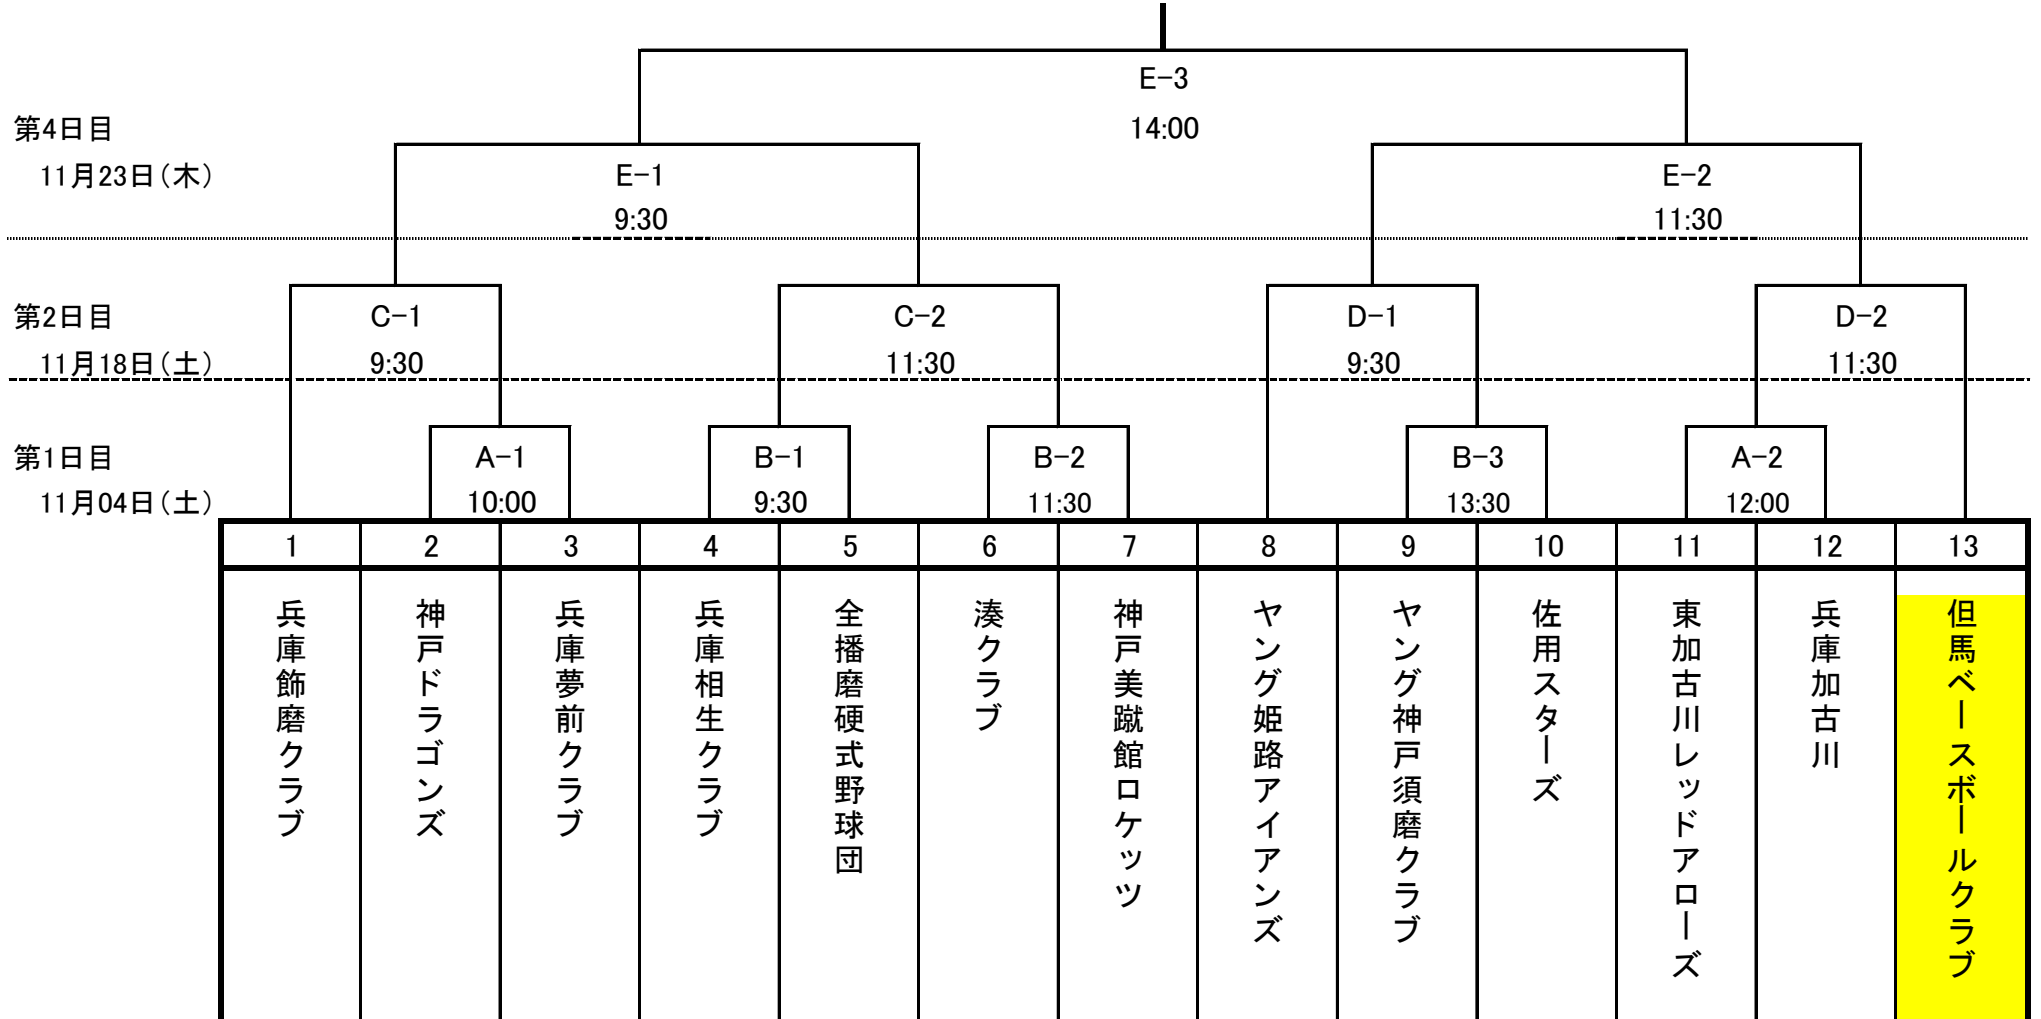 E-3
第4日目
14:00
11月23日(木)
E-1
E-2
9:30
11:30
第2日目
C-1
C-2
D-1
D-2
11月18日(土)
9:30
11:30
9:30
11:30
第1日目
A-1
B-1
B-2
B-3
A-2
11月04日(土)
10:00
9:30
11:30
13:30
12:00
1
2
3
4
5
6
7
8
9
10
11
12
13
兵庫飾磨クラブ
神戸ドラゴンズ
兵庫夢前クラブ
兵庫相生クラブ
全播磨硬式野球団
湊クラブ
神戸美蹴館ロケッツ
ヤング姫路アイアンズ
ヤング神戸須磨クラブ
佐用スターズ
東加古川レッドアローズ
兵庫加古川
但馬ベースボールクラブ